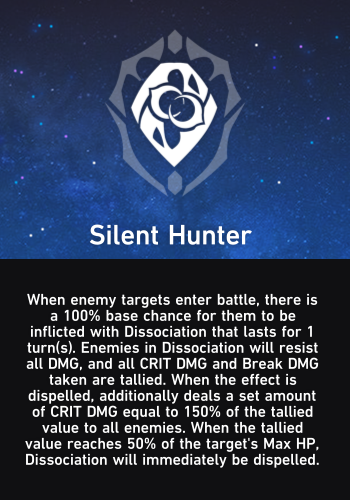 Silent Hunter
When enemy targets enter battle, there is
a 100% base chance for them to be
inflicted with Dissociation that lasts for 1
turn(s). Enemies in Dissociation will resist
all DMG, and all CRIT DMG and Break DMG
taken are tallied. When the effect is
dispelled, additionally deals a set amount
of CRIT DMG equal to 150% of the tallied
value to all enemies. When the tallied
value reaches 50% of the target's Max HP,
Dissociation will immediately be dispelled.